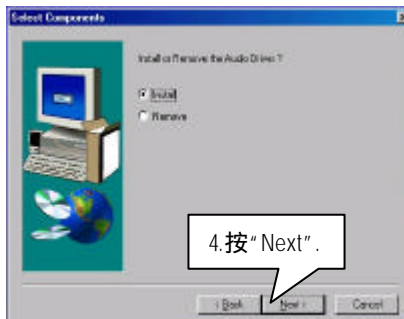 Select Components
Install or Remove the Audio Driver ?
Install
Remove
4.按“Next”.
< Back
Next >
Cancel